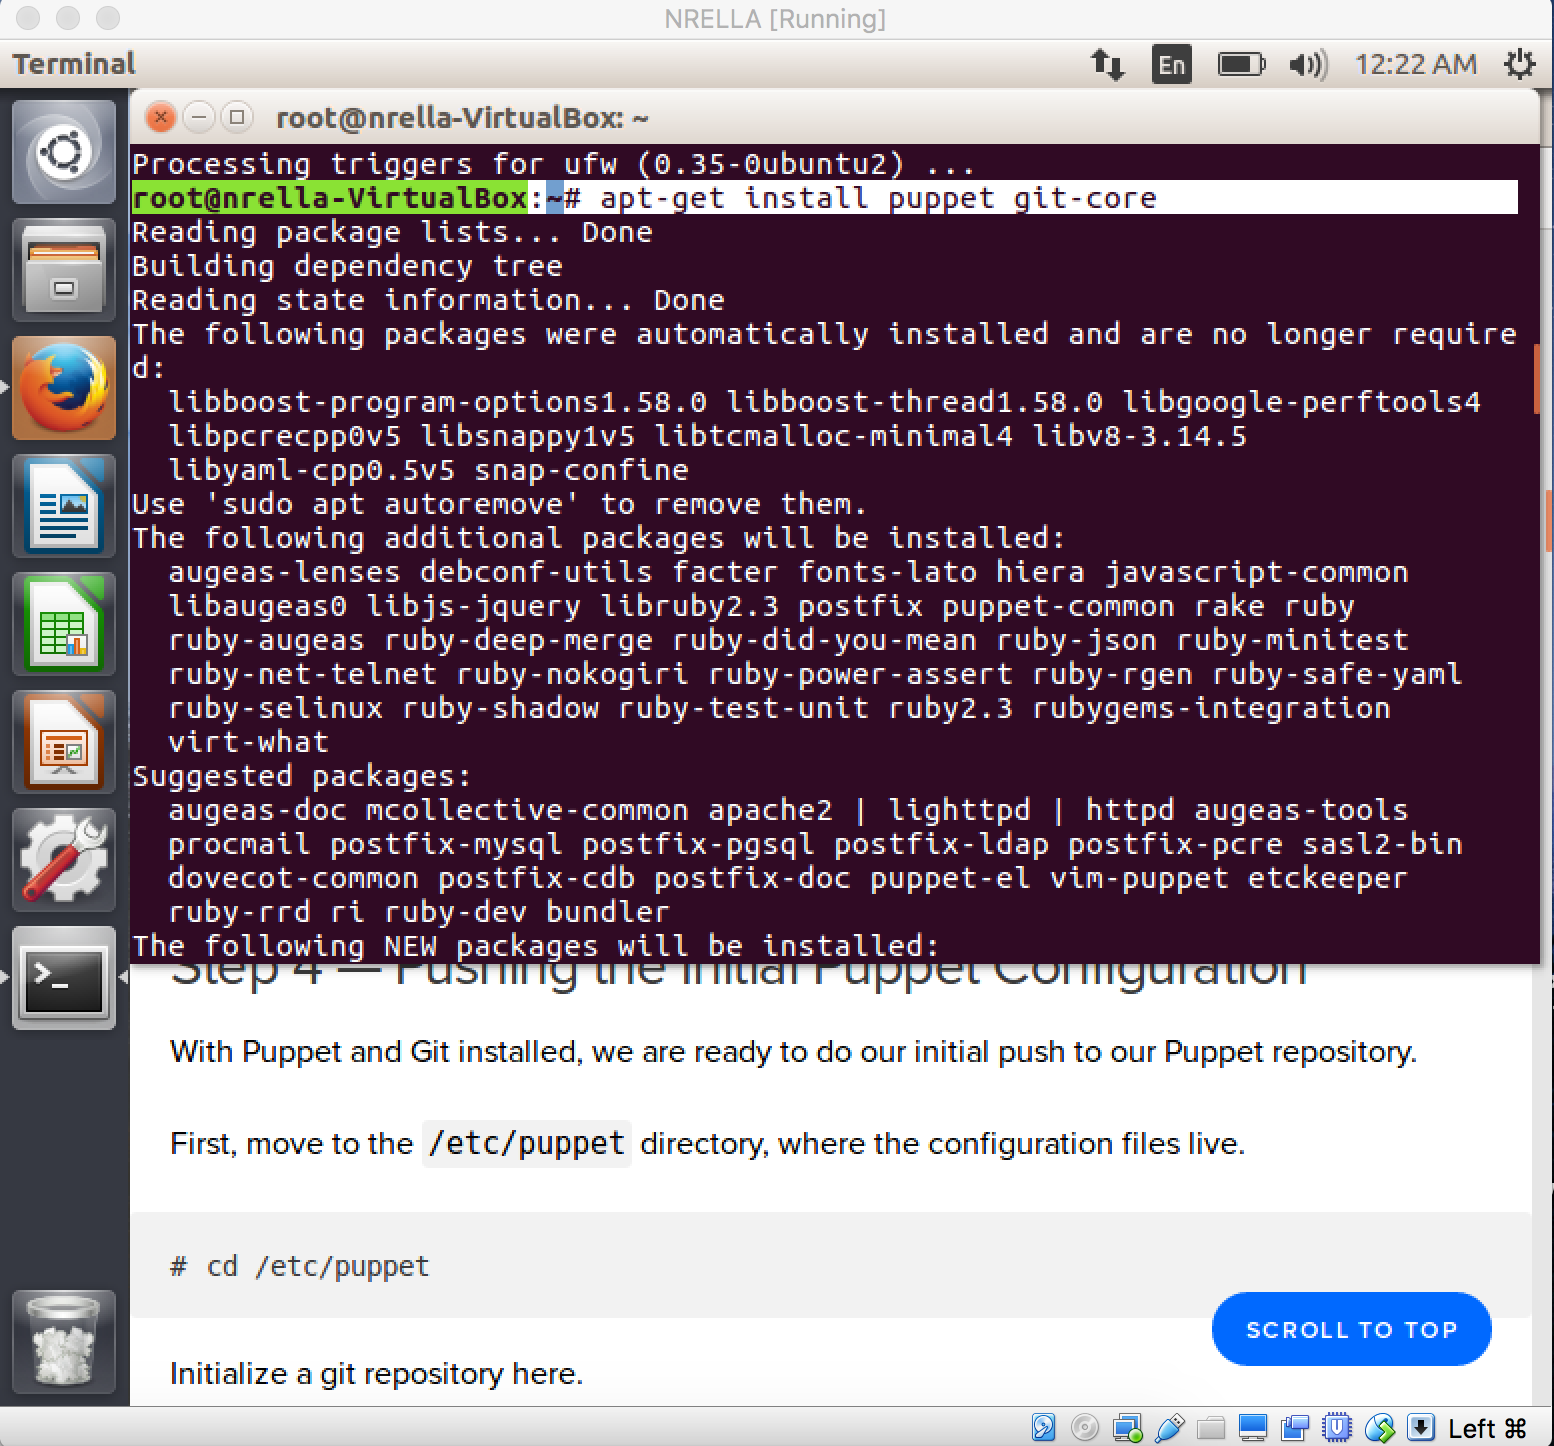 NRELLA [Running]
Terminal
En
12:22 AM
root@nrella-VirtualBox: ~
Processing triggers for ufw (0.35-0ubuntu2) ...
root@nrella-VirtualBox:~# apt-get install puppet git-core
Reading package lists... Done
Building dependency tree
Reading state information... Done
The following packages were automatically installed and are no longer require
d:
libboost-program-options1.58.0 libboost-thread1.58.0 libgoogle-perftools4
libpcrecpp0v5 libsnappy1v5 libtcmalloc-minimal4 libv8-3.14.5
libyaml-cpp0.5v5 snap-confine
Use 'sudo apt autoremove' to remove them.
The following additional packages will be installed:
augeas-lenses debconf-utils facter fonts-lato hiera javascript-common
libaugeas0 libjs-jquery libruby2.3 postfix puppet-common rake ruby
ruby-augeas ruby-deep-merge ruby-did-you-mean ruby-json ruby-minitest
ruby-net-telnet ruby-nokogiri ruby-power-assert ruby-rgen ruby-safe-yaml
ruby-selinux ruby-shadow ruby-test-unit ruby2.3 rubygems-integration
virt-what
Suggested packages:
augeas-doc mcollective-common apache2 | lighttpd | httpd augeas-tools
procmail postfix-mysql postfix-pgsql postfix-ldap postfix-pcre sasl2-bin
dovecot-common postfix-cdb postfix-doc puppet-el vim-puppet etckeeper
ruby-rrd ri ruby-dev bundler
The following NEW packages will be installed:
Step 4 — Pushing the Initial Puppet Configuration
With Puppet and Git installed, we are ready to do our initial push to our Puppet repository.
First, move to the /etc/puppet directory, where the configuration files live.
# cd /etc/puppet
SCROLL TO TOP
Initialize a git repository here.
Left ⌘